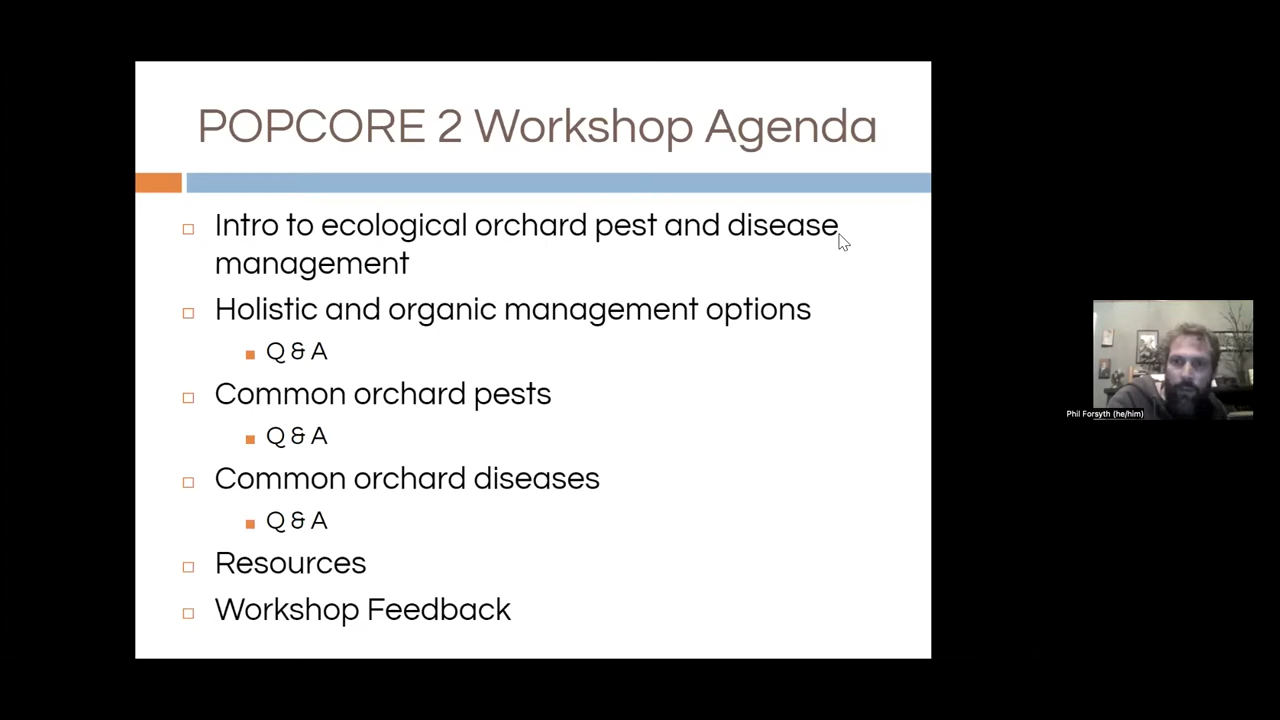 POPCORE 2 Workshop Agenda
Intro to ecological orchard pest and disease
management
Holistic and organic management options
Q & A
Common orchard pests
Q & A
Common orchard diseases
Q & A
Resources
Workshop Feedback
Phil Forsyth (he/him)